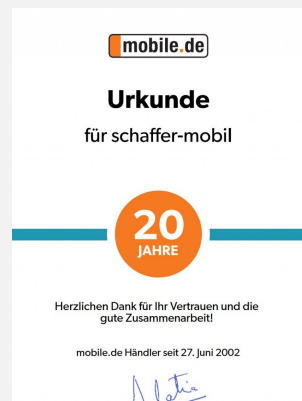 mobile.de
Urkunde
für schaffer-mobil
20
JAHRE
Herzlichen Dank für Ihr Vertrauen und die
gute Zusammenarbeit!
mobile.de Händler seit 27. Juni 2002